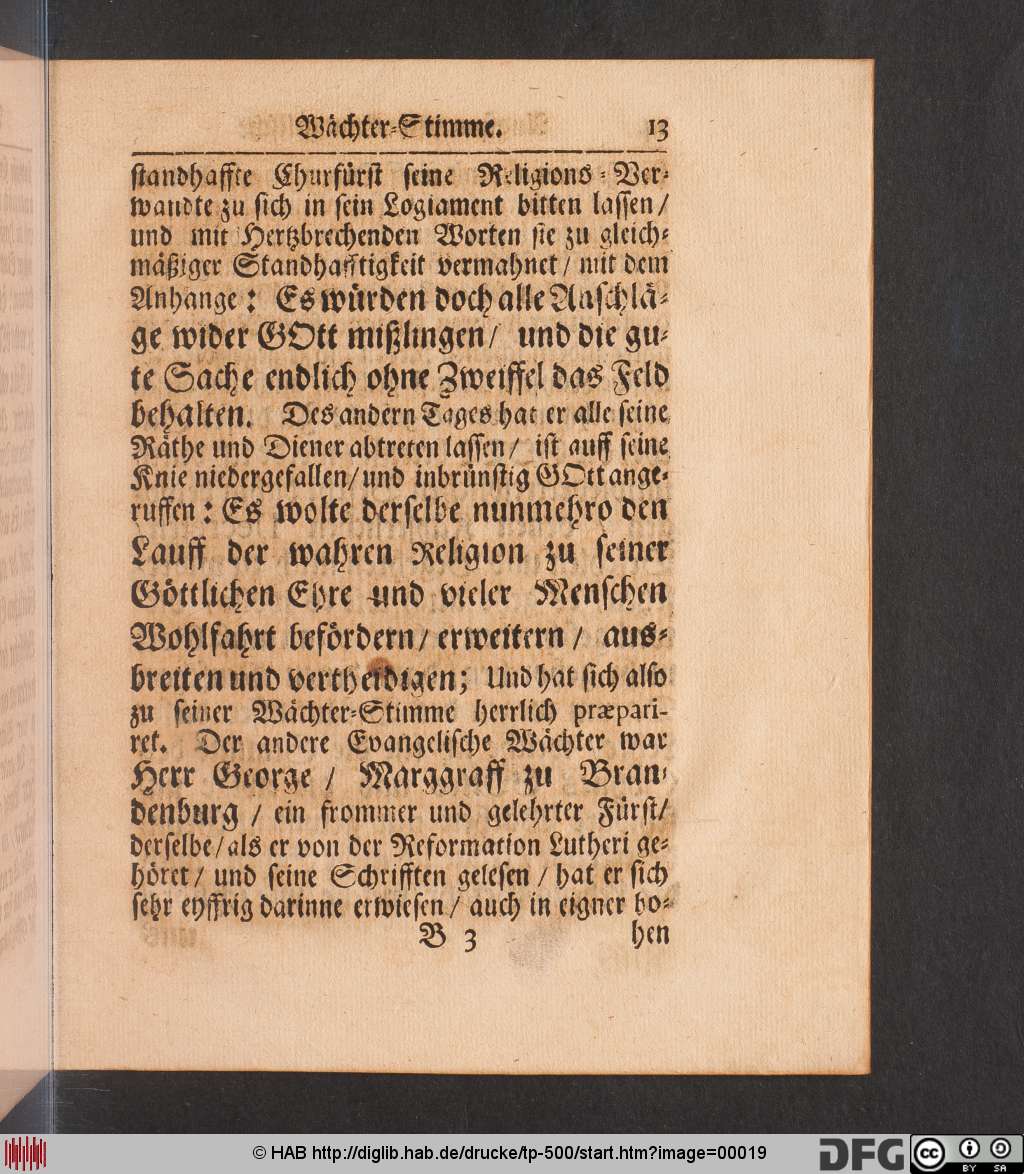 Wächter-Stimme. 13
standhaffte Churfürst seine Religions-Ver-
wandte zu sich in sein Logiament bitten lassen/
und mit Hertzbrechenden Worten sie zu gleich-
mäßiger Standhafftigkeit vermahnet/ mit dem
Anhange: Es würden doch alle Anschlä-
ge wider GOtt mißlingen/ und die gu-
te Sache endlich ohne Zweiffel das Feld
behalten. Des andern Tages hat er alle seine
Räthe und Diener abtreten lassen/ ist auff seine
Knie niedergefallen/ und inbrünstig GOtt ange-
ruffen: Es wolte derselbe nunmehro den
Lauff der wahren Religion zu seiner
Göttlichen Ehre und vieler Menschen
Wohlfahrt befördern/ erweitern/ aus-
breiten und vertheidigen; Und hat sich also
zu seiner Wächter-Stimme herrlich præpari-
ret. Der andere Evangelische Wächter war
Herr George/ Marggraff zu Bran-
denburg/ ein frommer und gelehrter Fürst/
derselbe/ als er von der Reformation Lutheri ge-
höret/ und seine Schrifften gelesen/ hat er sich
sehr eyffrig darinne erwiesen/ auch in eigner ho-
B 3 hen
© HAB http://diglib.hab.de/drucke/tp-500/start.htm?image=00019
DFG cc BY SA